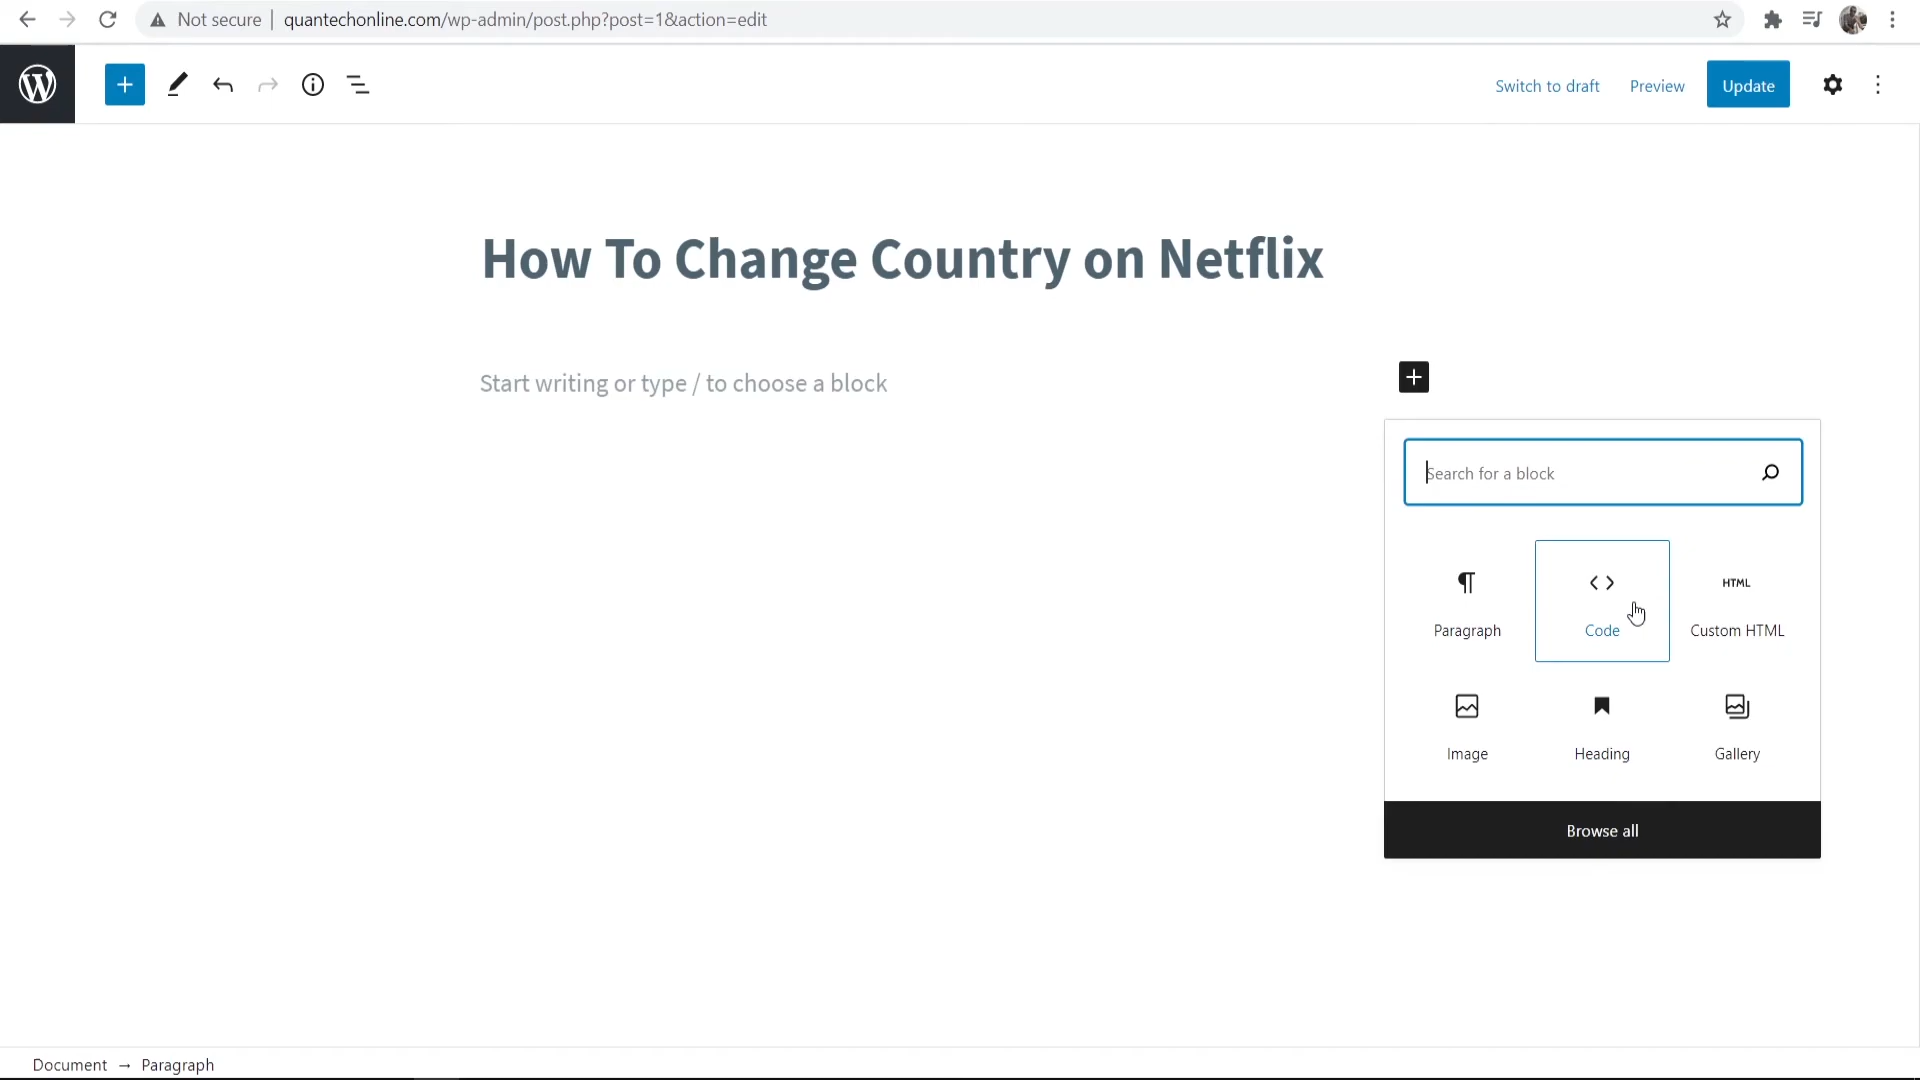 Not secure | quantechonline.com/wp-admin/post.php?post=1&action=edit
Switch to draft
Preview
Update
How To Change Country on Netflix
Start writing or type / to choose a block
Search for a block
Paragraph
Code
HTML
Custom HTML
Image
Heading
Gallery
Browse all
Document → Paragraph